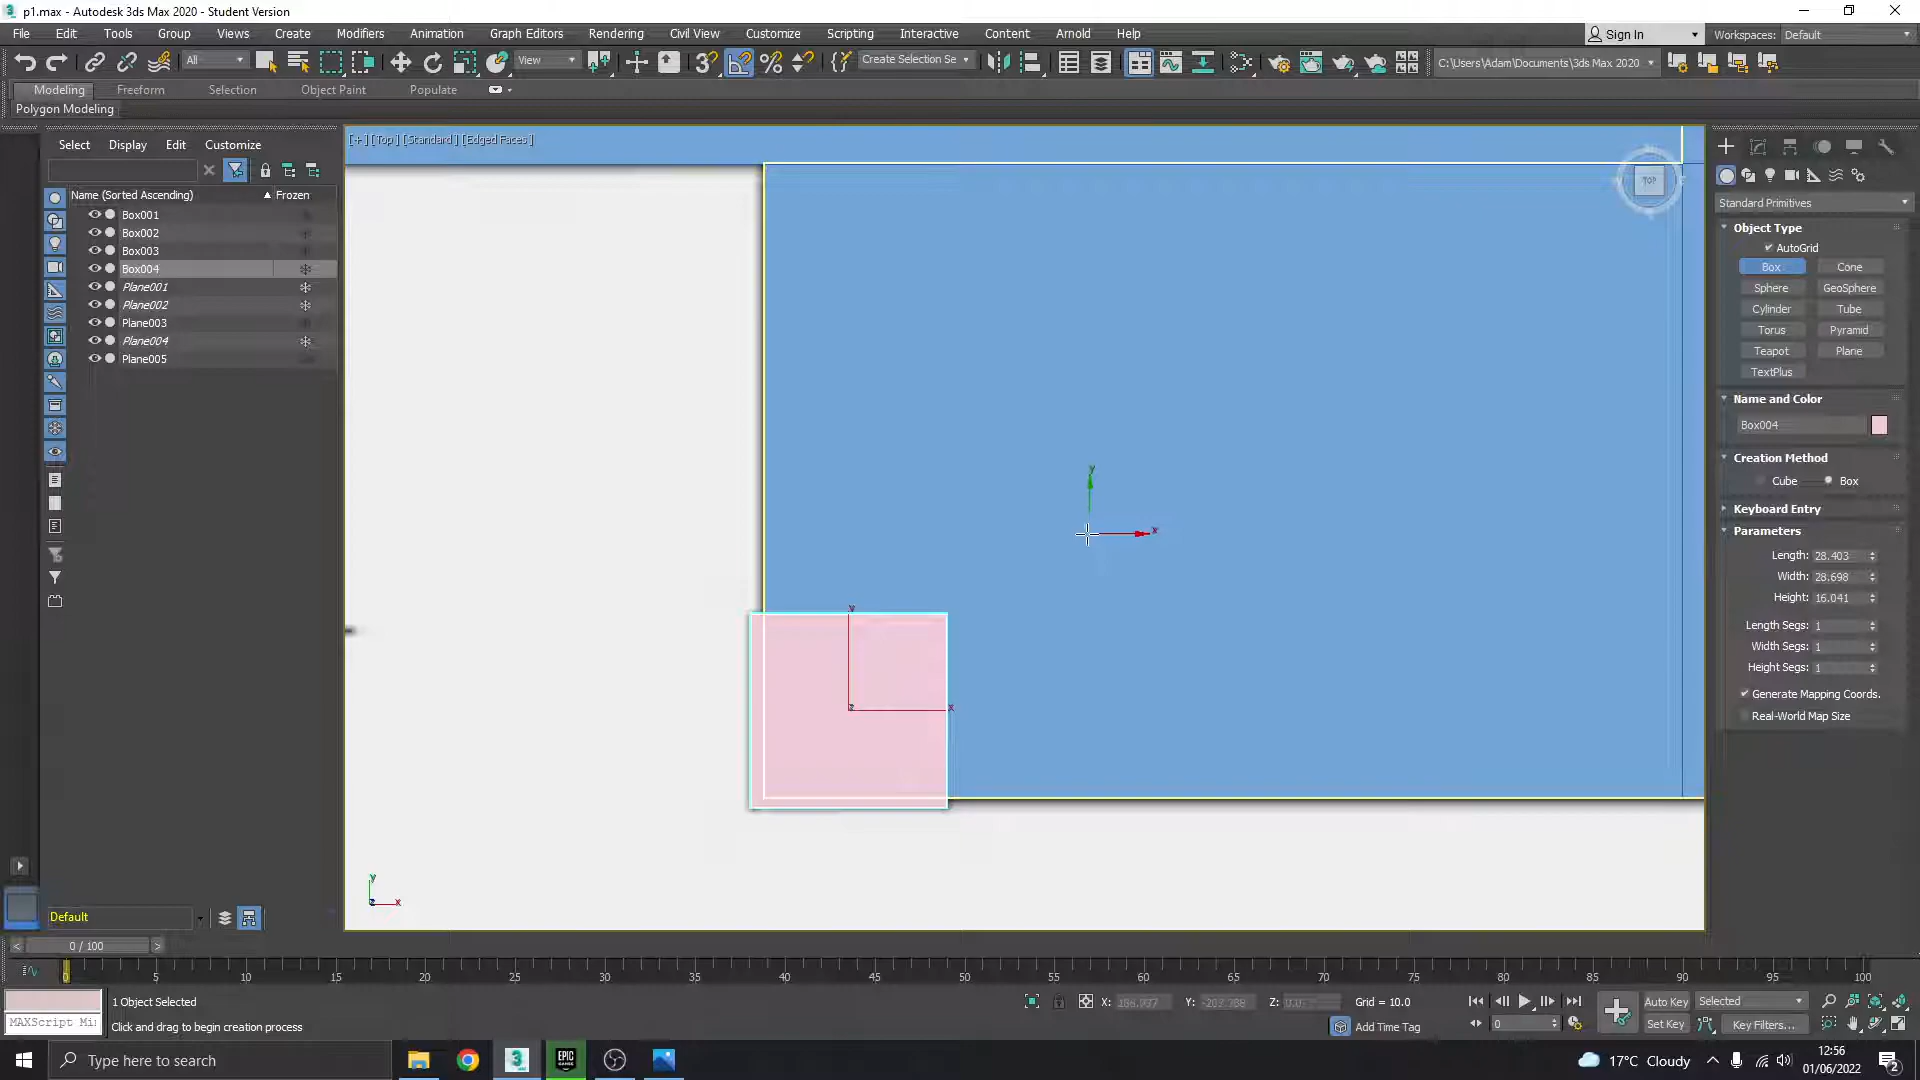 p1.max - Autodesk 3ds Max 2020 - Student Version
File Edit Tools Group Views Create Modifiers Animation Graph Editors Rendering Civil View Customize Scripting Interactive Content Arnold Help Sign In Workspaces: Default
All View Create Selection Se C:\Users\Adam\Documents\3ds Max 2020
Modeling Freeform Selection Object Paint Populate
Polygon Modeling
Select Display Edit Customize
Name (Sorted Ascending) Frozen
Box001
Box002
Box003
Box004
Plane001
Plane002
Plane003
Plane004
Plane005
[+] [Top] [Standard] [Edged Faces]
TOP
y
x
y
z
x
y
z
x
Standard Primitives
Object Type
AutoGrid
Box Cone
Sphere GeoSphere
Cylinder Tube
Torus Pyramid
Teapot Plane
TextPlus
Name and Color
Box004
Creation Method
Cube Box
Keyboard Entry
Parameters
Length: 28.403
Width: 28.698
Height: 16.041
Length Segs: 1
Width Segs: 1
Height Segs: 1
Generate Mapping Coords.
Real-World Map Size
Default
< 0 / 100 >
0 5 10 15 20 25 30 35 40 45 50 55 60 65 70 75 80 85 90 95 100
1 Object Selected
X: Y: Z: Grid = 10.0
Auto Key Selected
MAXScript Mi
Click and drag to begin creation process
Add Time Tag
0
Set Key Key Filters...
Type here to search
EPIC GAMES
17°C Cloudy
12:56
01/06/2022
2